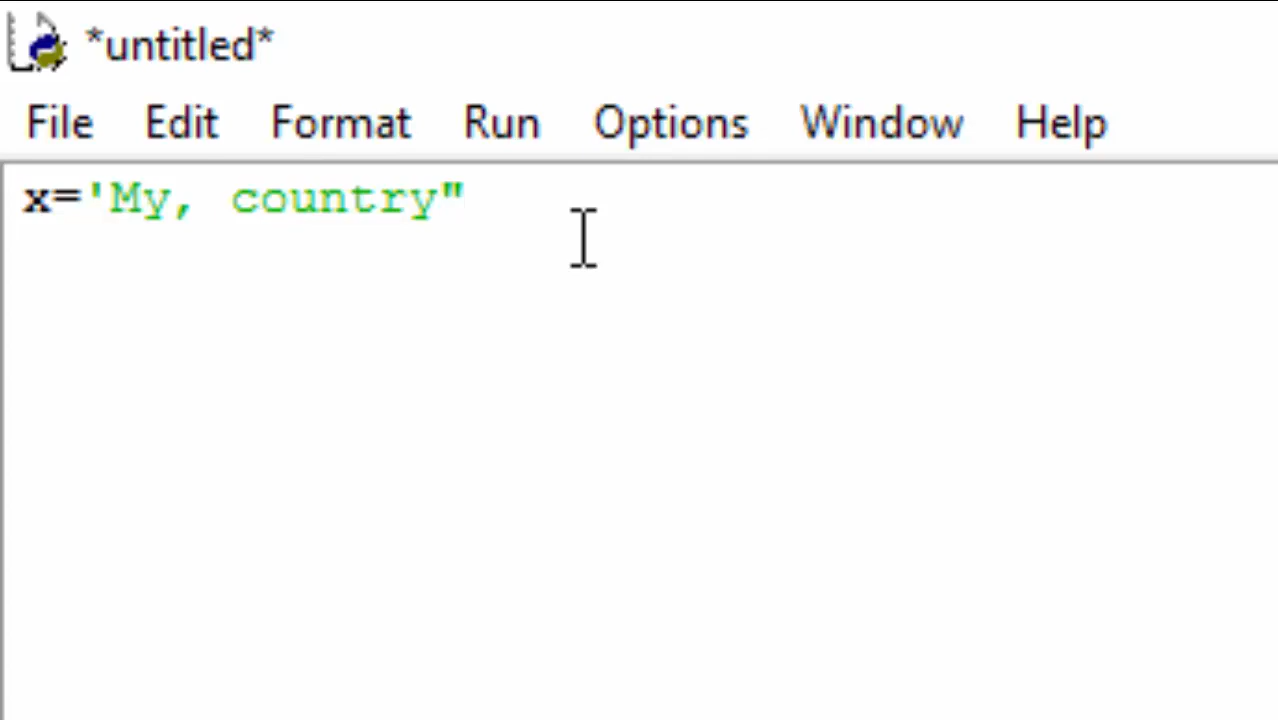 *untitled*
File Edit Format Run Options Window Help
x='My, country"